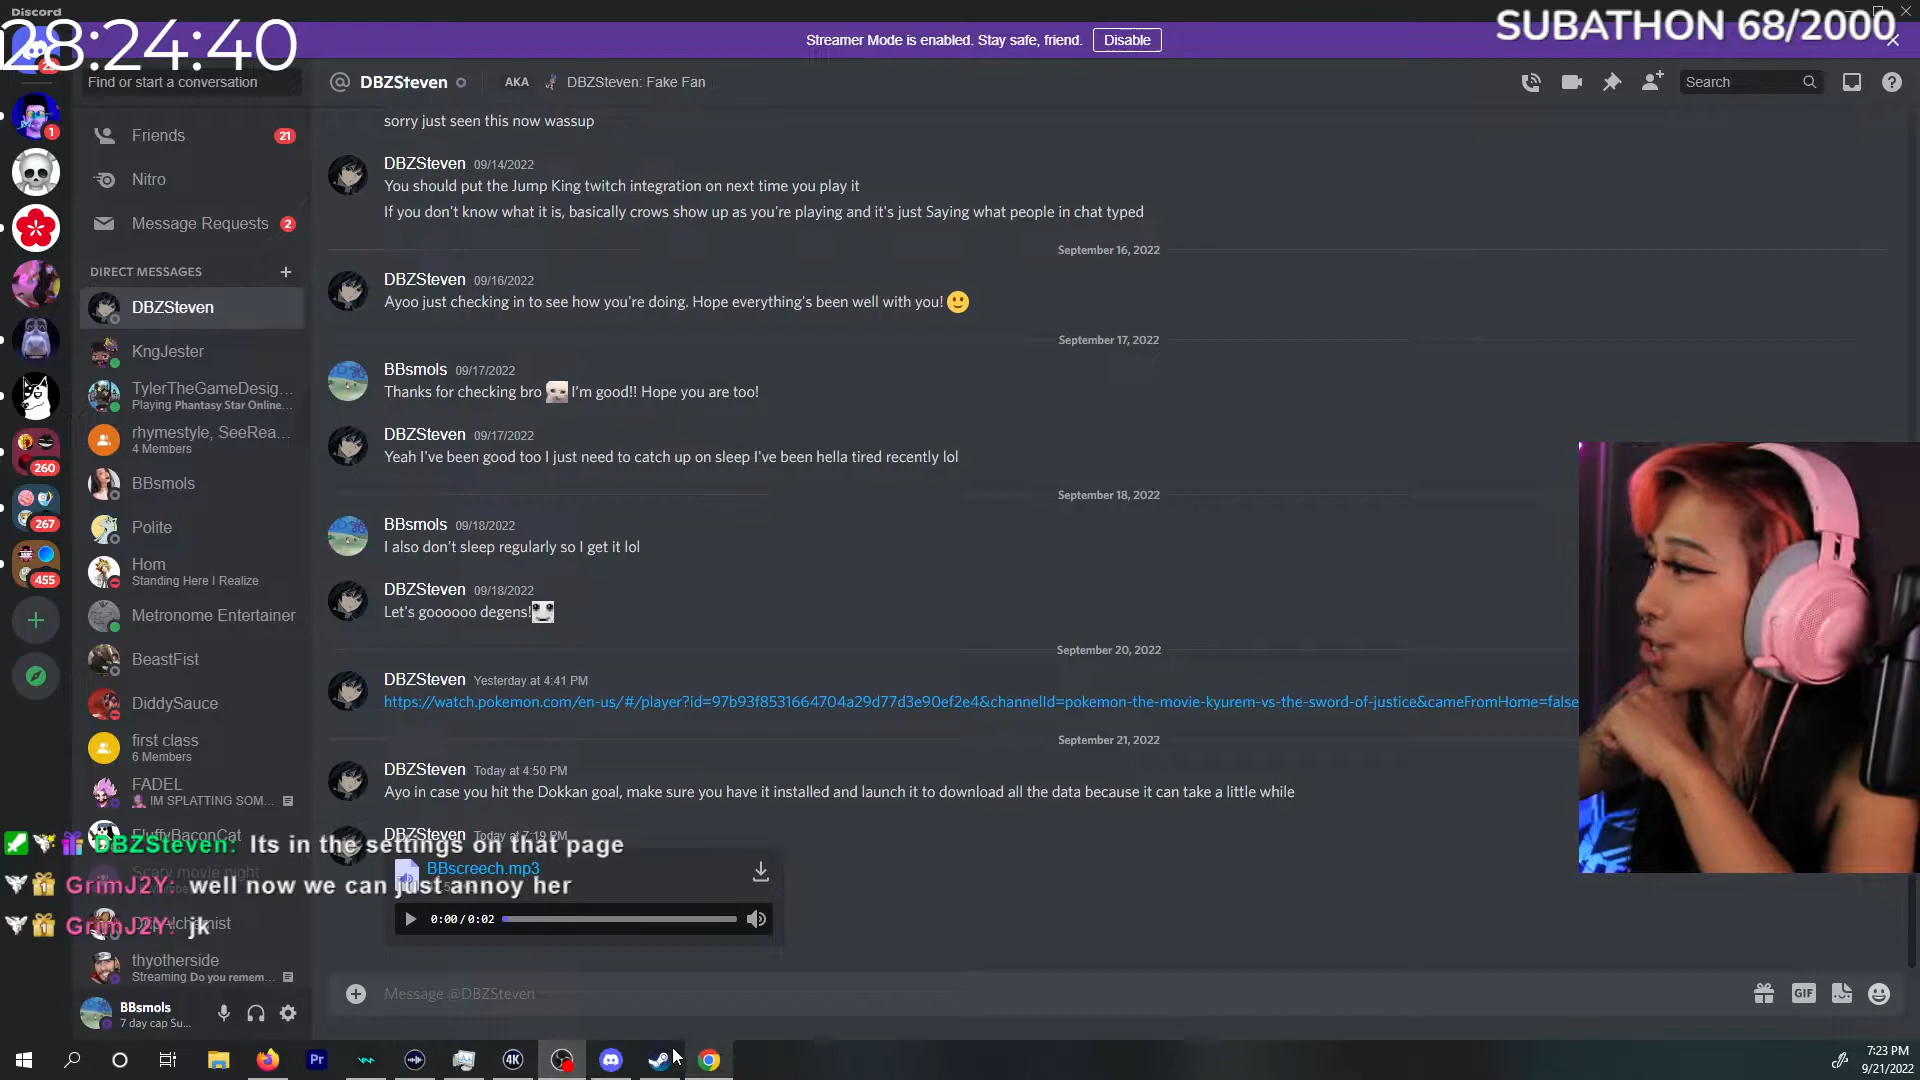 Discord
28:24:40
Streamer Mode is enabled. Stay safe, friend.
Disable
SUBATHON 68/2000
Find or start a conversation
DBZSteven
AKA
DBZSteven: Fake Fan
Search
Friends
21
Nitro
Message Requests
2
DIRECT MESSAGES
DBZSteven
KngJester
TylerTheGameDesig...
Playing Phantasy Star Online...
rhymestyle, SeeRea...
4 Members
BBsmols
Polite
Hom
Standing Here I Realize
Metronome Entertainer
BeastFist
DiddySauce
first class
6 Members
FADEL
IM SPLATTING SOM...
FluffyBaconCat
Scary movie night
thyotherside
Streaming Do you remem...
1
260
267
455
sorry just seen this now wassup
DBZSteven 09/14/2022
You should put the Jump King twitch integration on next time you play it
If you don't know what it is, basically crows show up as you're playing and it's just Saying what people in chat typed
September 16, 2022
DBZSteven 09/16/2022
Ayoo just checking in to see how you're doing. Hope everything's been well with you!
September 17, 2022
BBsmols 09/17/2022
Thanks for checking bro I'm good!! Hope you are too!
DBZSteven 09/17/2022
Yeah I've been good too I just need to catch up on sleep I've been hella tired recently lol
September 18, 2022
BBsmols 09/18/2022
I also don't sleep regularly so I get it lol
DBZSteven 09/18/2022
Let's goooooo degens!
September 20, 2022
DBZSteven Yesterday at 4:41 PM
https://watch.pokemon.com/en-us/#/player?id=97b93f8531664704a29d77d3e90ef2e4&channelId=pokemon-the-movie-kyurem-vs-the-sword-of-justice&cameFromHome=false
September 21, 2022
DBZSteven Today at 4:50 PM
Ayo in case you hit the Dokkan goal, make sure you have it installed and launch it to download all the data because it can take a little while
DBZSteven Today at 7:19 PM
BBscreech.mp3
0:00 / 0:02
DBZSteven: Its in the settings on that page
GrimJ2Y: well now we can just annoy her
GrimJ2Y: jk
Message @DBZSteven
GIF
BBsmols
7 day cap Su...
Pr
4K
7:23 PM
9/21/2022